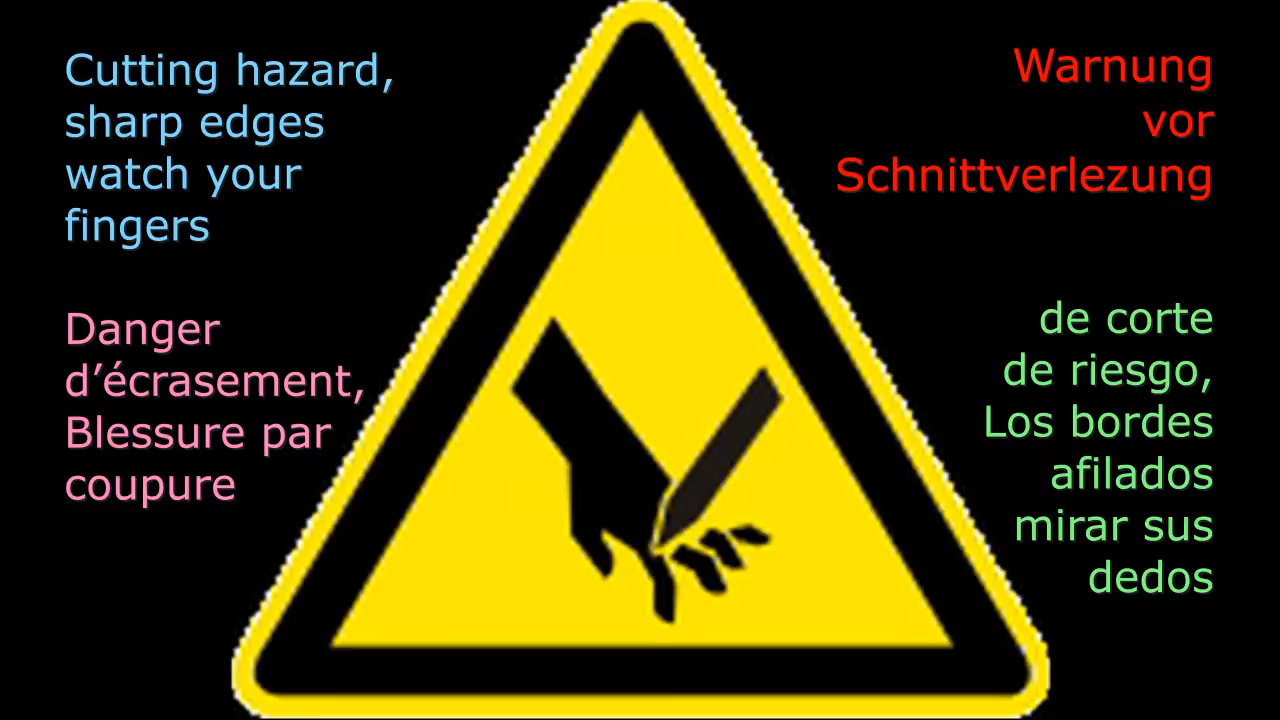 Cutting hazard,
sharp edges
watch your
fingers
Danger
d’écrasement,
Blessure par
coupure
Warnung
vor
Schnittverlezung
de corte
de riesgo,
Los bordes
afilados
mirar sus
dedos